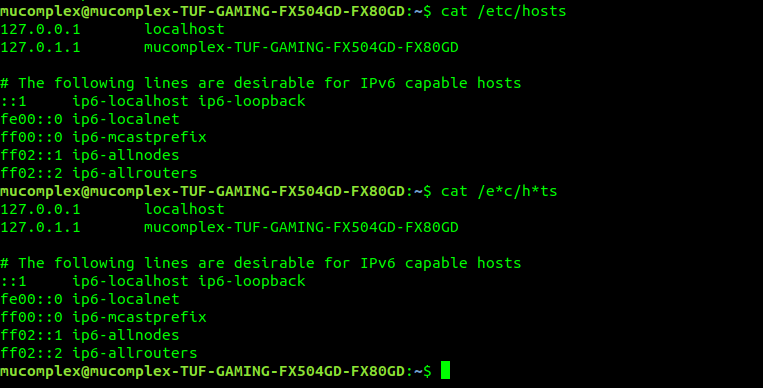 mucomplex@mucomplex-TUF-GAMING-FX504GD-FX80GD:~$ cat /etc/hosts
127.0.0.1       localhost
127.0.1.1       mucomplex-TUF-GAMING-FX504GD-FX80GD

# The following lines are desirable for IPv6 capable hosts
::1     ip6-localhost ip6-loopback
fe00::0 ip6-localnet
ff00::0 ip6-mcastprefix
ff02::1 ip6-allnodes
ff02::2 ip6-allrouters
mucomplex@mucomplex-TUF-GAMING-FX504GD-FX80GD:~$ cat /e*c/h*ts
127.0.0.1       localhost
127.0.1.1       mucomplex-TUF-GAMING-FX504GD-FX80GD

# The following lines are desirable for IPv6 capable hosts
::1     ip6-localhost ip6-loopback
fe00::0 ip6-localnet
ff00::0 ip6-mcastprefix
ff02::1 ip6-allnodes
ff02::2 ip6-allrouters
mucomplex@mucomplex-TUF-GAMING-FX504GD-FX80GD:~$